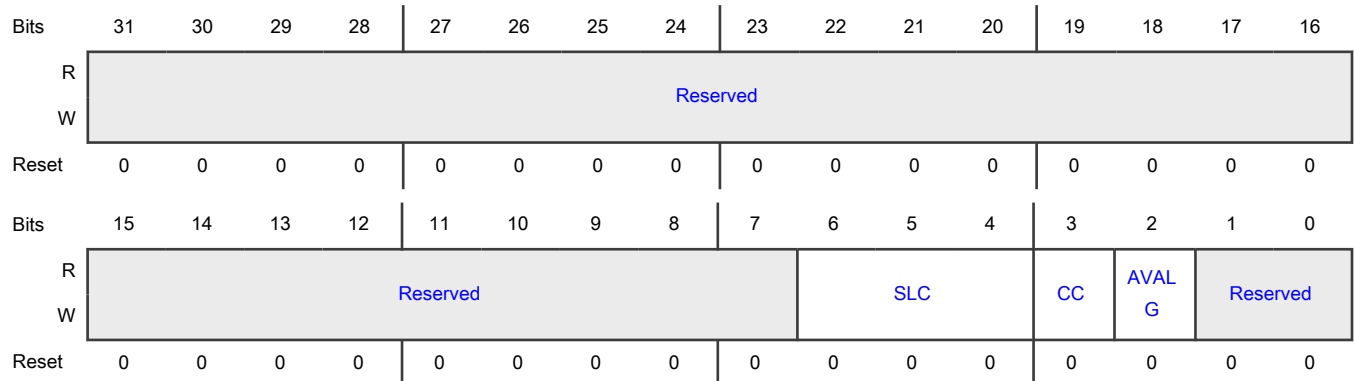 Bits 31 30 29 28 27 26 25 24 23 22 21 20 19 18 17 16
R
Reserved
W
Reset 0 0 0 0 0 0 0 0 0 0 0 0 0 0 0 0
Bits 15 14 13 12 11 10 9 8 7 6 5 4 3 2 1 0
R
Reserved SLC CC AVAL
G Reserved
W
Reset 0 0 0 0 0 0 0 0 0 0 0 0 0 0 0 0